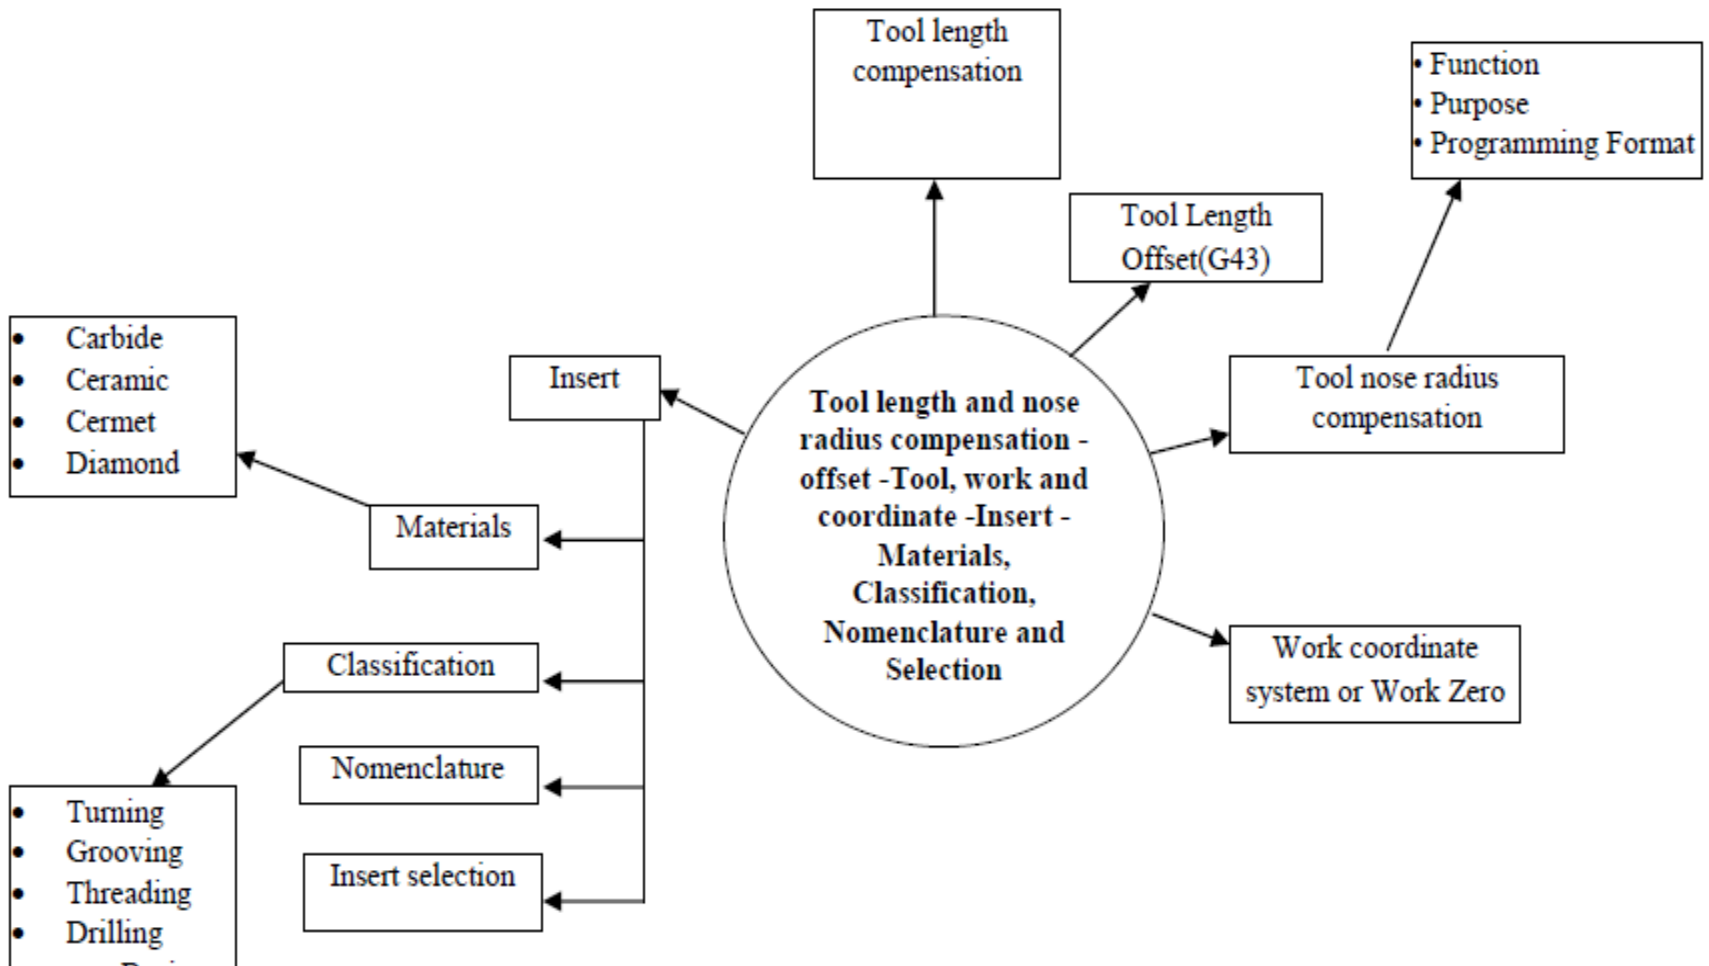 Tool length
compensation
• Function
• Purpose
• Programming Format
Tool Length
Offset(G43)
Tool nose radius
compensation
Work coordinate
system or Work Zero
Tool length and nose
radius compensation -
offset -Tool, work and
coordinate -Insert -
Materials,
Classification,
Nomenclature and
Selection
Insert
• Carbide
• Ceramic
• Cermet
• Diamond
Materials
Classification
Nomenclature
Insert selection
• Turning
• Grooving
• Threading
• Drilling